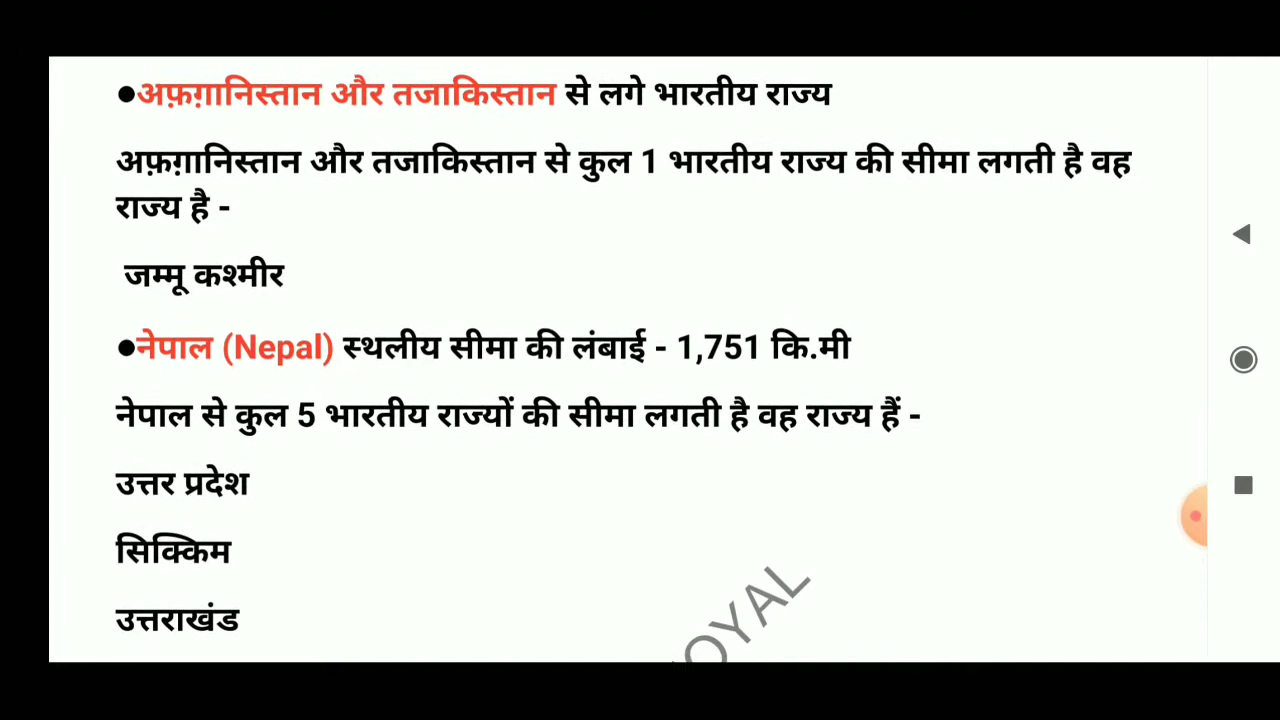 ●अफ़ग़ानिस्तान और तजाकिस्तान से लगे भारतीय राज्य
अफ़ग़ानिस्तान और तजाकिस्तान से कुल 1 भारतीय राज्य की सीमा लगती है वह
राज्य है -
जम्मू कश्मीर
●नेपाल (Nepal) स्थलीय सीमा की लंबाई - 1,751 कि.मी
नेपाल से कुल 5 भारतीय राज्यों की सीमा लगती है वह राज्य हैं -
उत्तर प्रदेश
सिक्किम
उत्तराखंड
OYAL